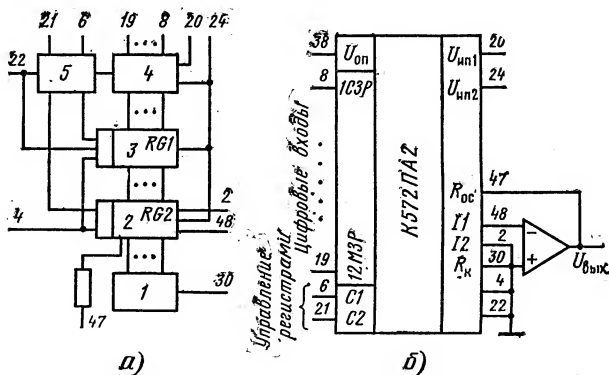 21 6 19 8 20 24
22
5 4
3 RG1
4
2 RG2
2
48
1 30
47
а)
38 Uоп
8 1СЗР
Цифровые входы
19 12МЗР
6 C1
21 C2
Управление регистрами
К572ПА2
Uип1 20
Uип2 24
Rос 47
I1 48
I2 2
Rк 30
4
22
Uвых
б)